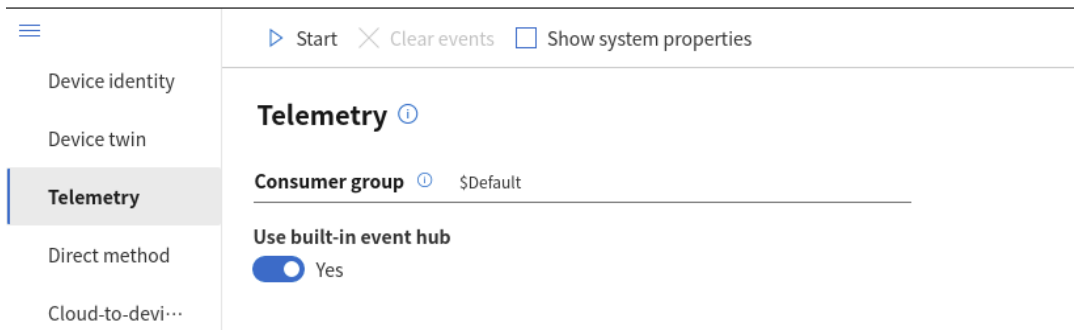 Start Clear events Show system properties
Device identity
Device twin
Telemetry
Direct method
Cloud-to-devi···
Telemetry
Consumer group $Default
Use built-in event hub
Yes